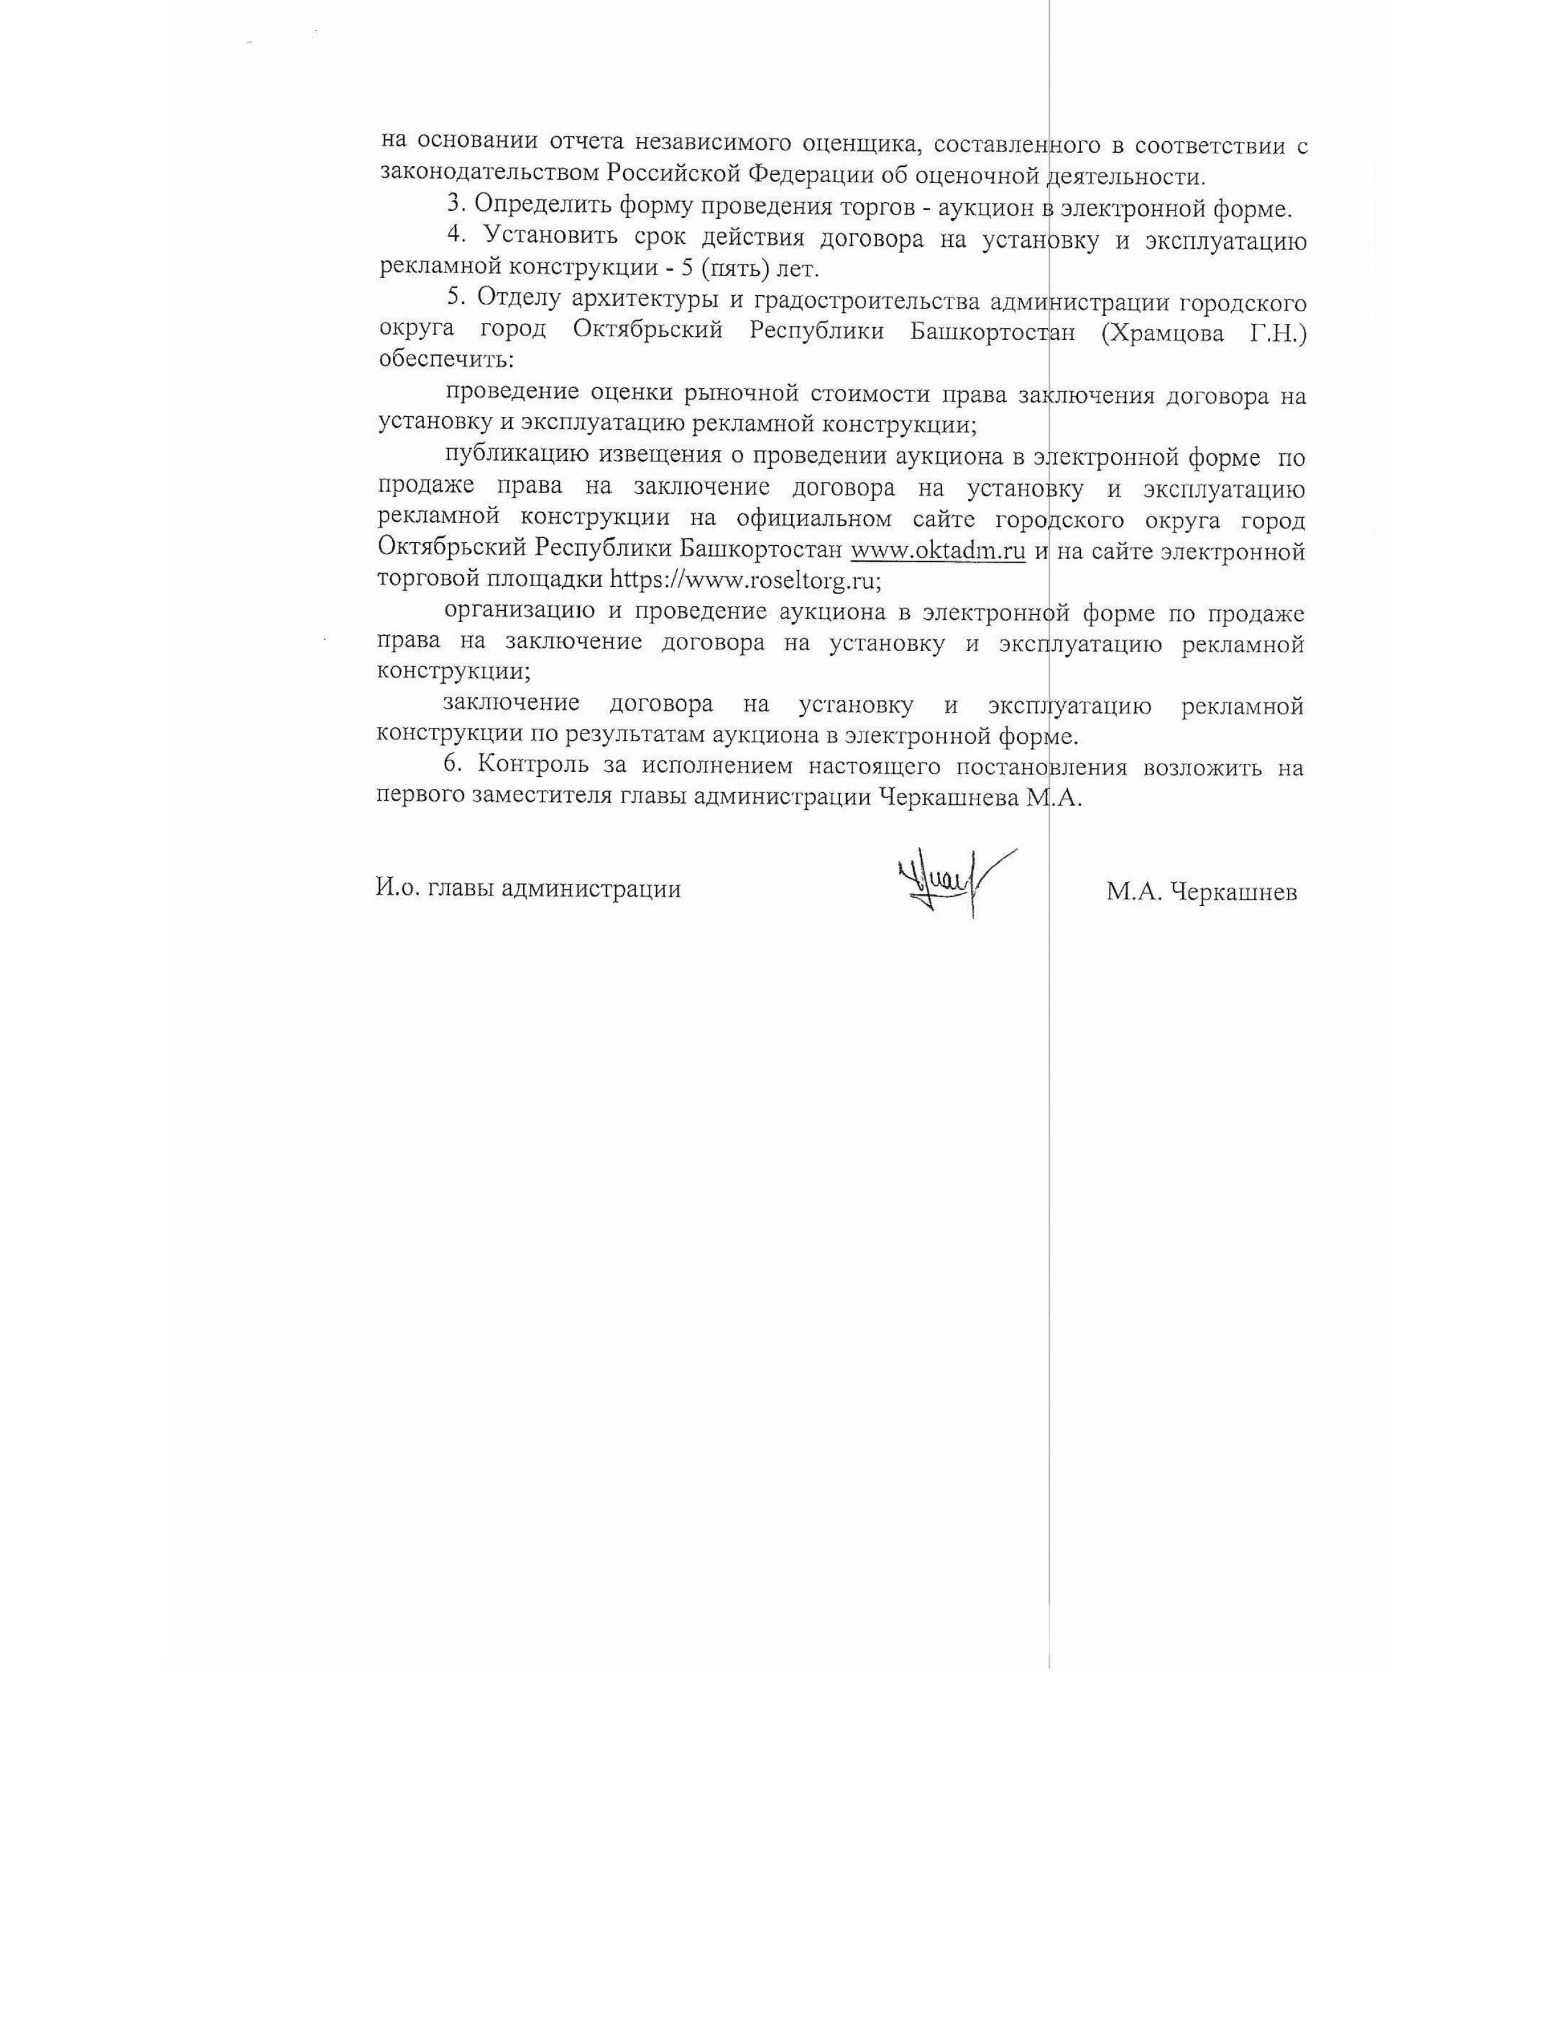 на основании отчета независимого оценщика, составленного в соответствии с
законодательством Российской Федерации об оценочной деятельности.
3. Определить форму проведения торгов - аукцион в электронной форме.
4. Установить срок действия договора на установку и эксплуатацию
рекламной конструкции - 5 (пять) лет.
5. Отделу архитектуры и градостроительства администрации городского
округа город Октябрьский Республики Башкортостан (Храмцова Г.Н.)
обеспечить:
проведение оценки рыночной стоимости права заключения договора на
установку и эксплуатацию рекламной конструкции;
публикацию извещения о проведении аукциона в электронной форме по
продаже права на заключение договора на установку и эксплуатацию
рекламной конструкции на официальном сайте городского округа город
Октябрьский Республики Башкортостан www.oktadm.ru и на сайте электронной
торговой площадки https://www.roseltorg.ru;
организацию и проведение аукциона в электронной форме по продаже
права на заключение договора на установку и эксплуатацию рекламной
конструкции;
заключение договора на установку и эксплуатацию рекламной
конструкции по результатам аукциона в электронной форме.
6. Контроль за исполнением настоящего постановления возложить на
первого заместителя главы администрации Черкашнева М.А.
И.о. главы администрации М.А. Черкашнев